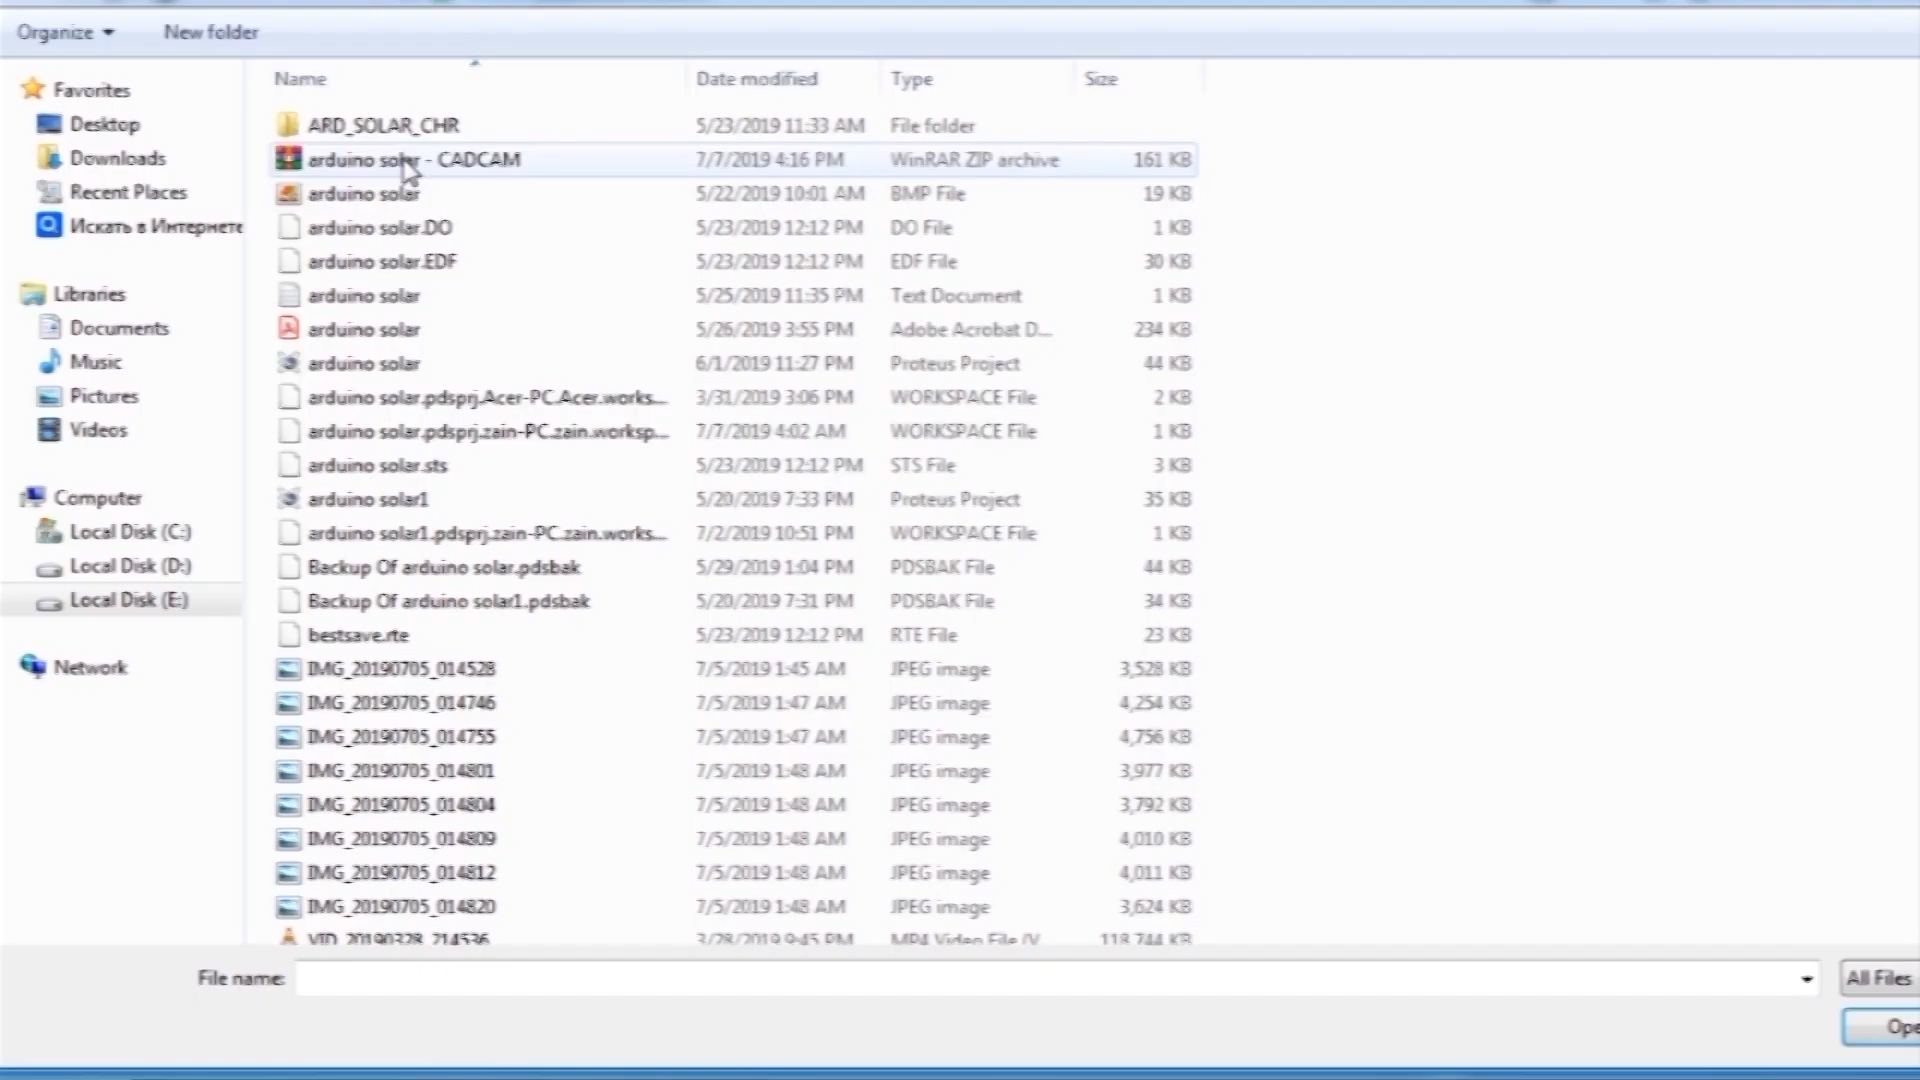 Organize New folder
Name Date modified Type Size
Favorites
Desktop
Downloads
Recent Places
Искать в Интернете
Libraries
Documents
Music
Pictures
Videos
Computer
Local Disk (C:)
Local Disk (D:)
Local Disk (E:)
Network
ARD_SOLAR_CHR 5/23/2019 11:33 AM File folder
arduino solar - CADCAM 7/7/2019 4:16 PM WinRAR ZIP archive 161 KB
arduino solar 5/22/2019 10:01 AM BMP File 19 KB
arduino solar.DO 5/23/2019 12:12 PM DO File 1 KB
arduino solar.EDF 5/23/2019 12:12 PM EDF File 30 KB
arduino solar 5/25/2019 11:35 PM Text Document 1 KB
arduino solar 5/26/2019 3:55 PM Adobe Acrobat D... 234 KB
arduino solar 6/1/2019 11:27 PM Proteus Project 44 KB
arduino solar.pdsprj.Acer-PC.Acer.works... 3/31/2019 3:06 PM WORKSPACE File 2 KB
arduino solar.pdsprj.zain-PC.zain.worksp... 7/7/2019 4:02 AM WORKSPACE File 1 KB
arduino solar.sts 5/23/2019 12:12 PM STS File 3 KB
arduino solar1 5/20/2019 7:33 PM Proteus Project 35 KB
arduino solar1.pdsprj.zain-PC.zain.works... 7/2/2019 10:51 PM WORKSPACE File 1 KB
Backup Of arduino solar.pdsbak 5/29/2019 1:04 PM PDSBAK File 44 KB
Backup Of arduino solar1.pdsbak 5/20/2019 7:31 PM PDSBAK File 34 KB
bestsave.rte 5/23/2019 12:12 PM RTE File 23 KB
IMG_20190705_014528 7/5/2019 1:45 AM JPEG image 3,528 KB
IMG_20190705_014746 7/5/2019 1:47 AM JPEG image 4,254 KB
IMG_20190705_014755 7/5/2019 1:47 AM JPEG image 4,756 KB
IMG_20190705_014801 7/5/2019 1:48 AM JPEG image 3,977 KB
IMG_20190705_014804 7/5/2019 1:48 AM JPEG image 3,792 KB
IMG_20190705_014809 7/5/2019 1:48 AM JPEG image 4,010 KB
IMG_20190705_014812 7/5/2019 1:48 AM JPEG image 4,011 KB
IMG_20190705_014820 7/5/2019 1:48 AM JPEG image 3,624 KB
VID_20190328_214536 3/28/2019 9:45 PM MP4 Video File (V... 118,744 KB
File name: All Files
Ope